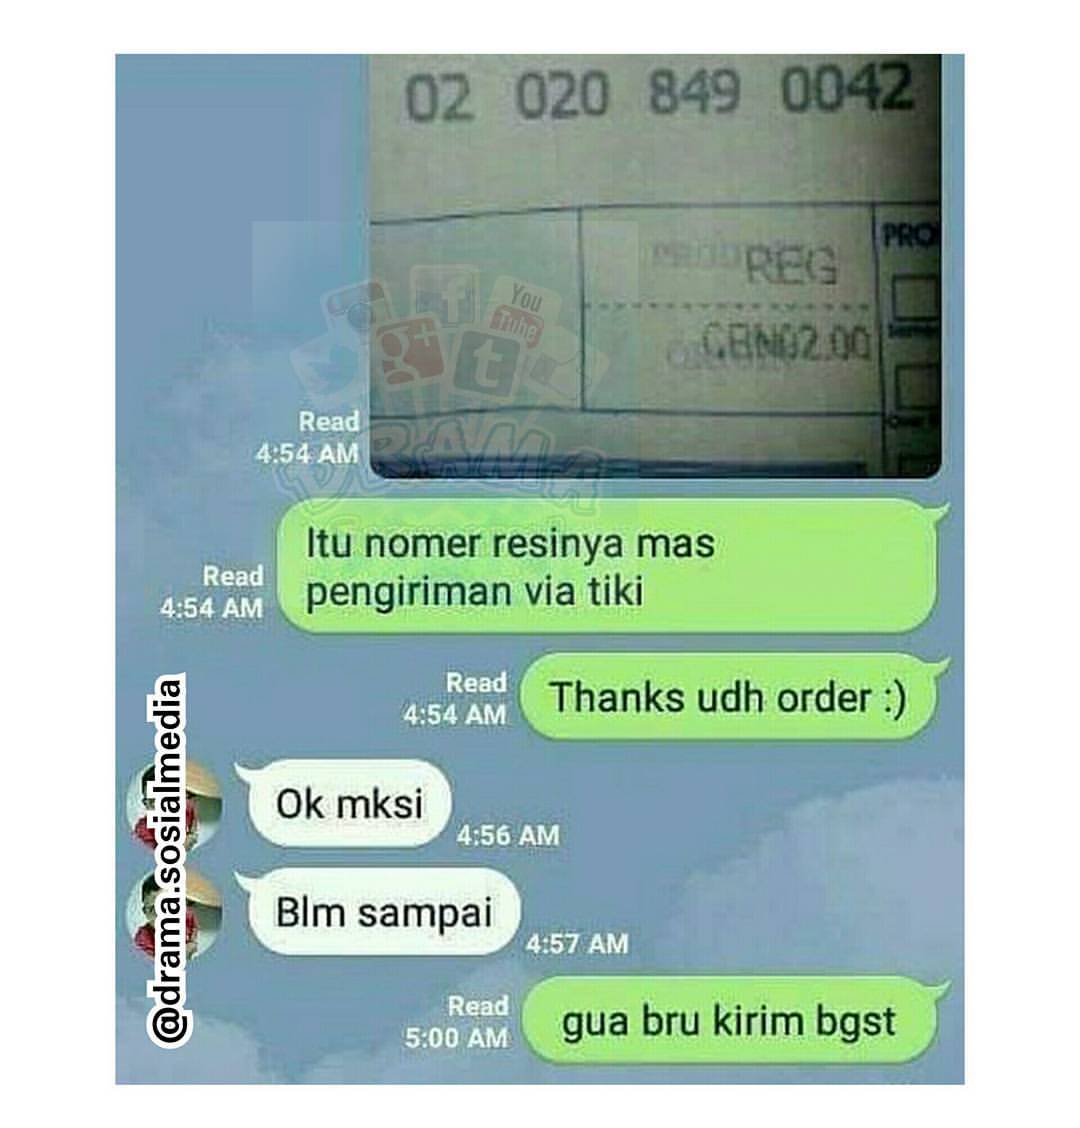 02 020 849 0042
PRO
REG
CGN02.00
Read
4:54 AM
You
Tube
DRAMA
Itu nomer resinya mas
pengiriman via tiki
Read
4:54 AM
Thanks udh order :)
Read
4:54 AM
Ok mksi
4:56 AM
Blm sampai
4:57 AM
gua bru kirim bgst
Read
5:00 AM
@drama.sosialmedia